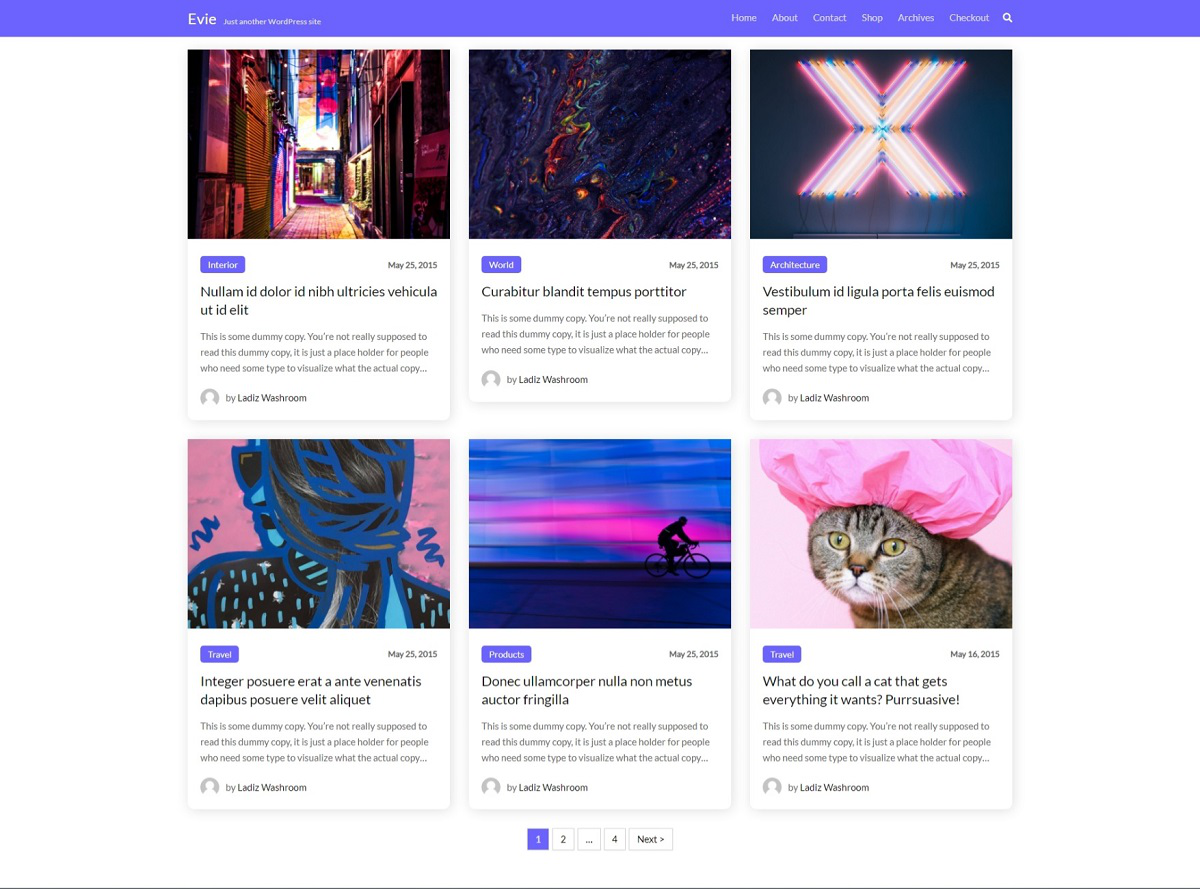 Evie Just another WordPress site
Home About Contact Shop Archives Checkout
Interior May 25, 2015
Nullam id dolor id nibh ultricies vehicula
ut id elit
This is some dummy copy. You're not really supposed to
read this dummy copy, it is just a place holder for people
who need some type to visualize what the actual copy...
by Ladiz Washroom
World May 25, 2015
Curabitur blandit tempus porttitor
This is some dummy copy. You're not really supposed to
read this dummy copy, it is just a place holder for people
who need some type to visualize what the actual copy...
by Ladiz Washroom
Architecture May 25, 2015
Vestibulum id ligula porta felis euismod
semper
This is some dummy copy. You're not really supposed to
read this dummy copy, it is just a place holder for people
who need some type to visualize what the actual copy...
by Ladiz Washroom
Travel May 25, 2015
Integer posuere erat a ante venenatis
dapibus posuere velit aliquet
This is some dummy copy. You're not really supposed to
read this dummy copy, it is just a place holder for people
who need some type to visualize what the actual copy...
by Ladiz Washroom
Products May 25, 2015
Donec ullamcorper nulla non metus
auctor fringilla
This is some dummy copy. You're not really supposed to
read this dummy copy, it is just a place holder for people
who need some type to visualize what the actual copy...
by Ladiz Washroom
Travel May 16, 2015
What do you call a cat that gets
everything it wants? Purrsuasive!
This is some dummy copy. You're not really supposed to
read this dummy copy, it is just a place holder for people
who need some type to visualize what the actual copy...
by Ladiz Washroom
1 2 ... 4 Next >